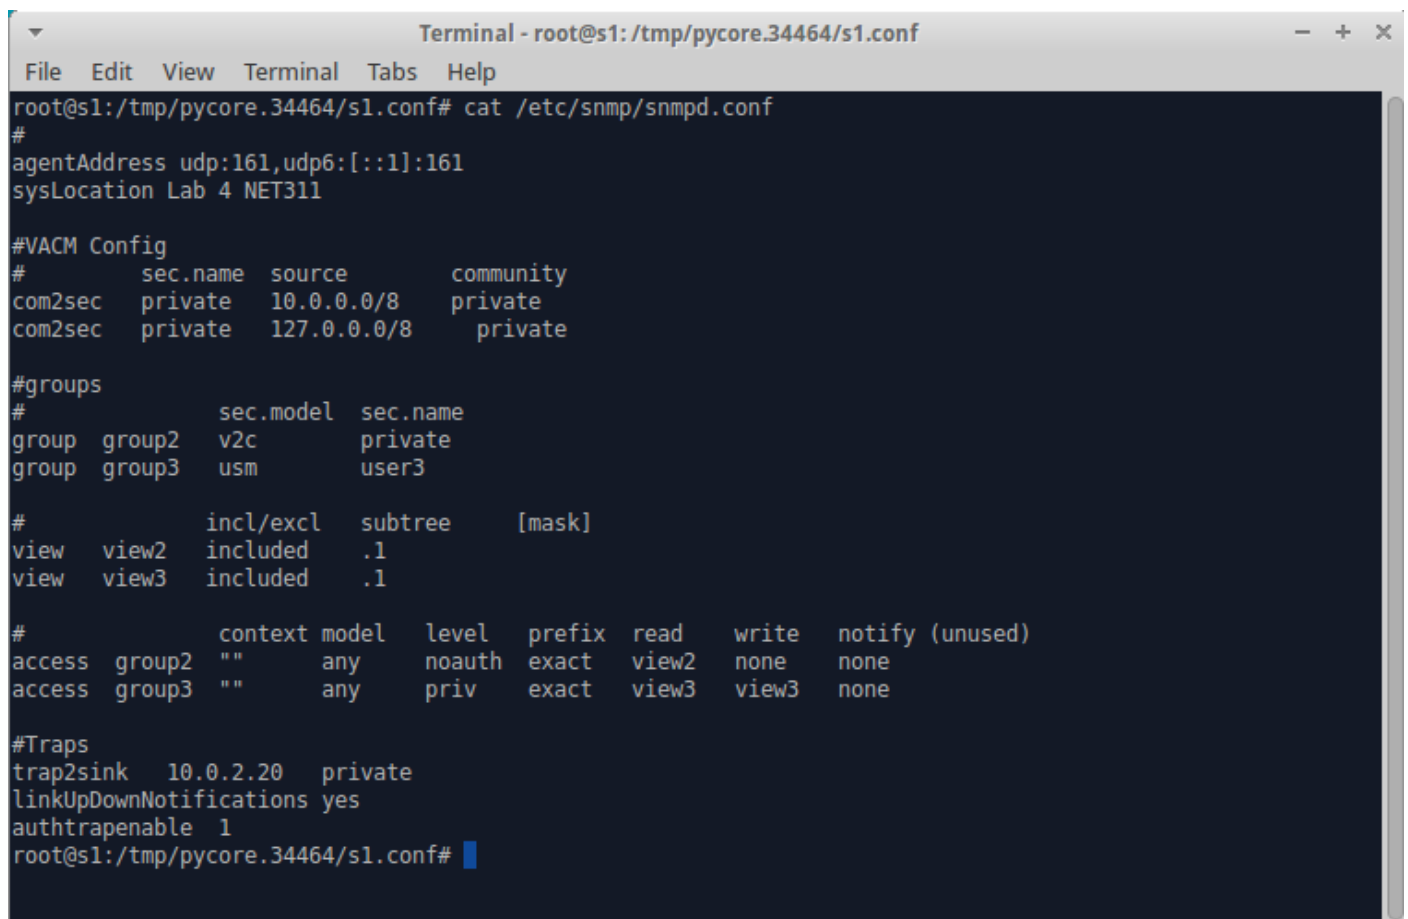 Terminal - root@s1: /tmp/pycore.34464/s1.conf
File Edit View Terminal Tabs Help
root@s1:/tmp/pycore.34464/s1.conf# cat /etc/snmp/snmpd.conf
#
agentAddress udp:161,udp6:[::1]:161
sysLocation Lab 4 NET311
#VACM Config
#         sec.name  source        community
com2sec   private   10.0.0.0/8    private
com2sec   private   127.0.0.0/8     private
#groups
#               sec.model  sec.name
group  group2   v2c        private
group  group3   usm        user3
#              incl/excl   subtree     [mask]
view   view2   included    .1
view   view3   included    .1
#               context model   level   prefix  read    write   notify (unused)
access  group2  ""      any     noauth  exact   view2   none    none
access  group3  ""      any     priv    exact   view3   view3   none
#Traps
trap2sink   10.0.2.20   private
linkUpDownNotifications yes
authtrapenable  1
root@s1:/tmp/pycore.34464/s1.conf#